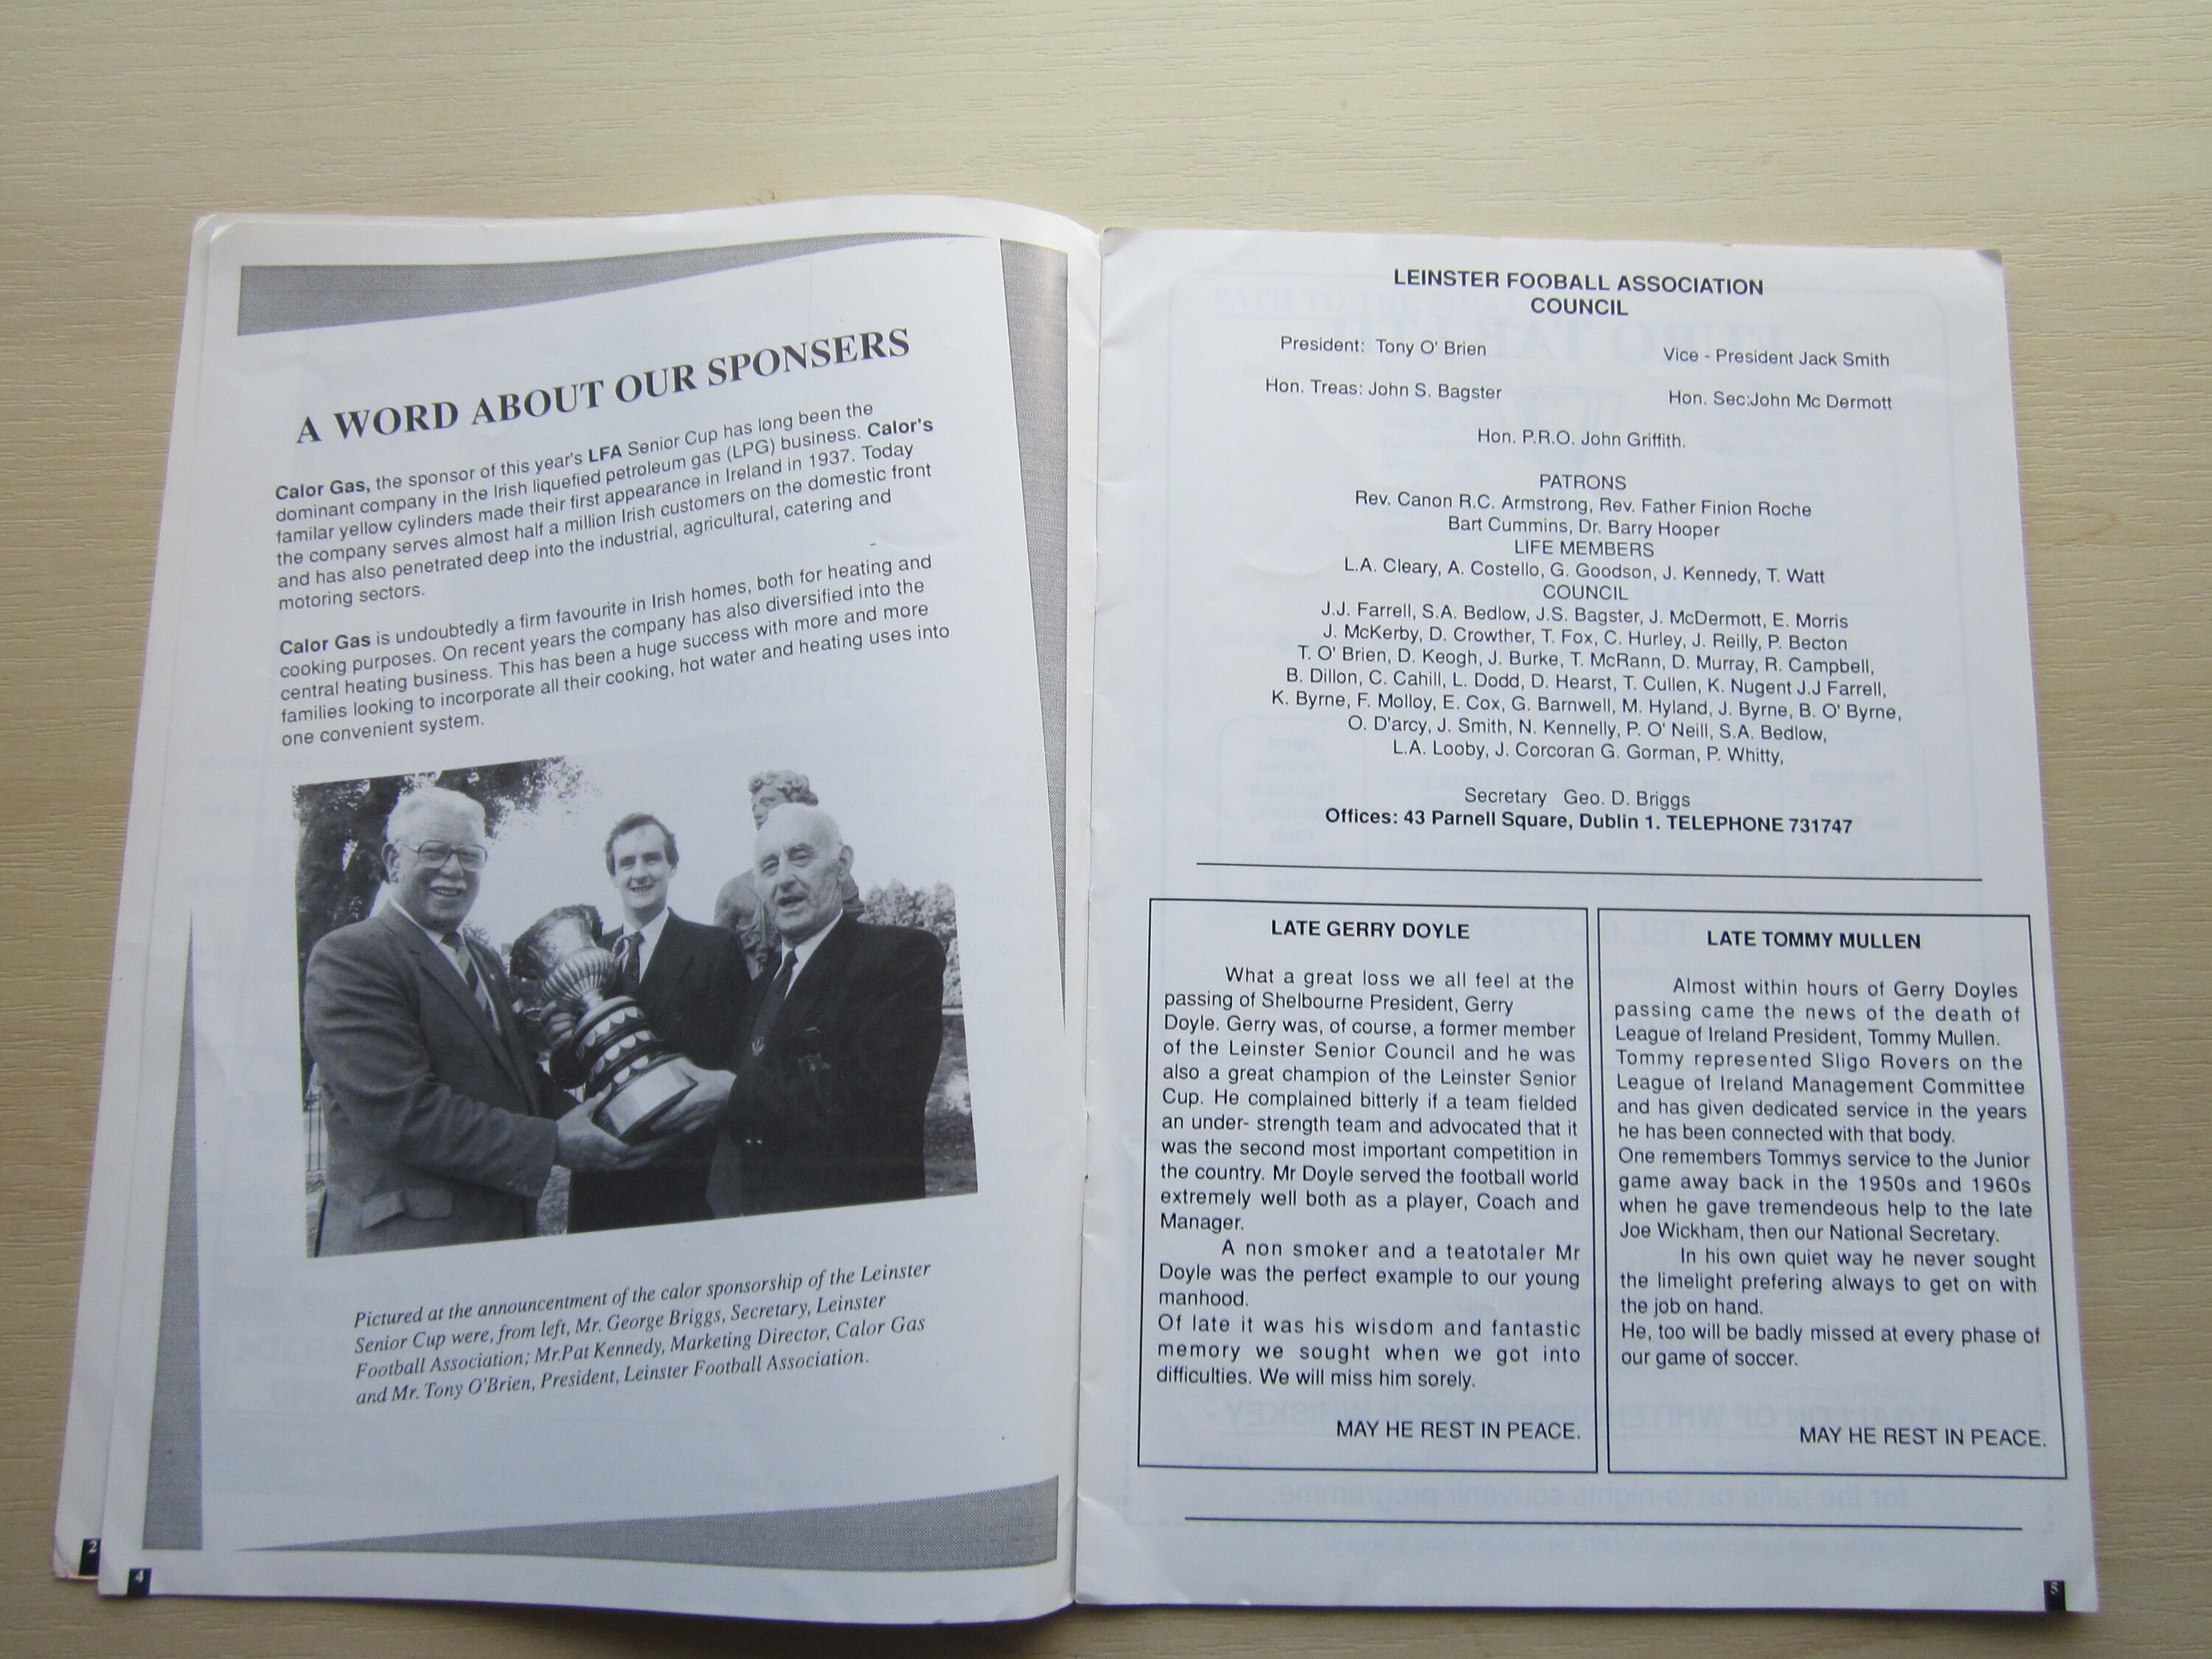 A WORD ABOUT OUR SPONSERS
Calor Gas, the sponsor of this year's LFA Senior Cup has long been the
dominant company in the Irish liquefied petroleum gas (LPG) business. Calor's
familar yellow cylinders made their first appearance in Ireland in 1937. Today
the company serves almost half a million Irish customers on the domestic front
and has also penetrated deep into the industrial, agricultural, catering and
motoring sectors.
Calor Gas is undoubtedly a firm favourite in Irish homes, both for heating and
cooking purposes. On recent years the company has also diversified into the
central heating business. This has been a huge success with more and more
families looking to incorporate all their cooking, hot water and heating uses into
one convenient system.
Pictured at the announcentment of the calor sponsorship of the Leinster
Senior Cup were, from left, Mr. George Briggs, Secretary, Leinster
Football Association; Mr.Pat Kennedy, Marketing Director, Calor Gas
and Mr. Tony O'Brien, President, Leinster Football Association.
2
4
LEINSTER FOOBALL ASSOCIATION
COUNCIL
President: Tony O' Brien
Vice - President Jack Smith
Hon. Treas: John S. Bagster
Hon. Sec:John Mc Dermott
Hon. P.R.O. John Griffith.
PATRONS
Rev. Canon R.C. Armstrong, Rev. Father Finion Roche
Bart Cummins, Dr. Barry Hooper
LIFE MEMBERS
L.A. Cleary, A. Costello, G. Goodson, J. Kennedy, T. Watt
COUNCIL
J.J. Farrell, S.A. Bedlow, J.S. Bagster, J. McDermott, E. Morris
J. McKerby, D. Crowther, T. Fox, C. Hurley, J. Reilly, P. Becton
T. O' Brien, D. Keogh, J. Burke, T. McRann, D. Murray, R. Campbell,
B. Dillon, C. Cahill, L. Dodd, D. Hearst, T. Cullen, K. Nugent J.J Farrell,
K. Byrne, F. Molloy, E. Cox, G. Barnwell, M. Hyland, J. Byrne, B. O' Byrne,
O. D'arcy, J. Smith, N. Kennelly, P. O' Neill, S.A. Bedlow,
L.A. Looby, J. Corcoran G. Gorman, P. Whitty,
Secretary Geo. D. Briggs
Offices: 43 Parnell Square, Dublin 1. TELEPHONE 731747
LATE GERRY DOYLE
What a great loss we all feel at the
passing of Shelbourne President, Gerry
Doyle. Gerry was, of course, a former member
of the Leinster Senior Council and he was
also a great champion of the Leinster Senior
Cup. He complained bitterly if a team fielded
an under- strength team and advocated that it
was the second most important competition in
the country. Mr Doyle served the football world
extremely well both as a player, Coach and
Manager.
A non smoker and a teatotaler Mr
Doyle was the perfect example to our young
manhood.
Of late it was his wisdom and fantastic
memory we sought when we got into
difficulties. We will miss him sorely.
MAY HE REST IN PEACE.
LATE TOMMY MULLEN
Almost within hours of Gerry Doyles
passing came the news of the death of
League of Ireland President, Tommy Mullen.
Tommy represented Sligo Rovers on the
League of Ireland Management Committee
and has given dedicated service in the years
he has been connected with that body.
One remembers Tommys service to the Junior
game away back in the 1950s and 1960s
when he gave tremendeous help to the late
Joe Wickham, then our National Secretary.
In his own quiet way he never sought
the limelight prefering always to get on with
the job on hand.
He, too will be badly missed at every phase of
our game of soccer.
MAY HE REST IN PEACE.
5